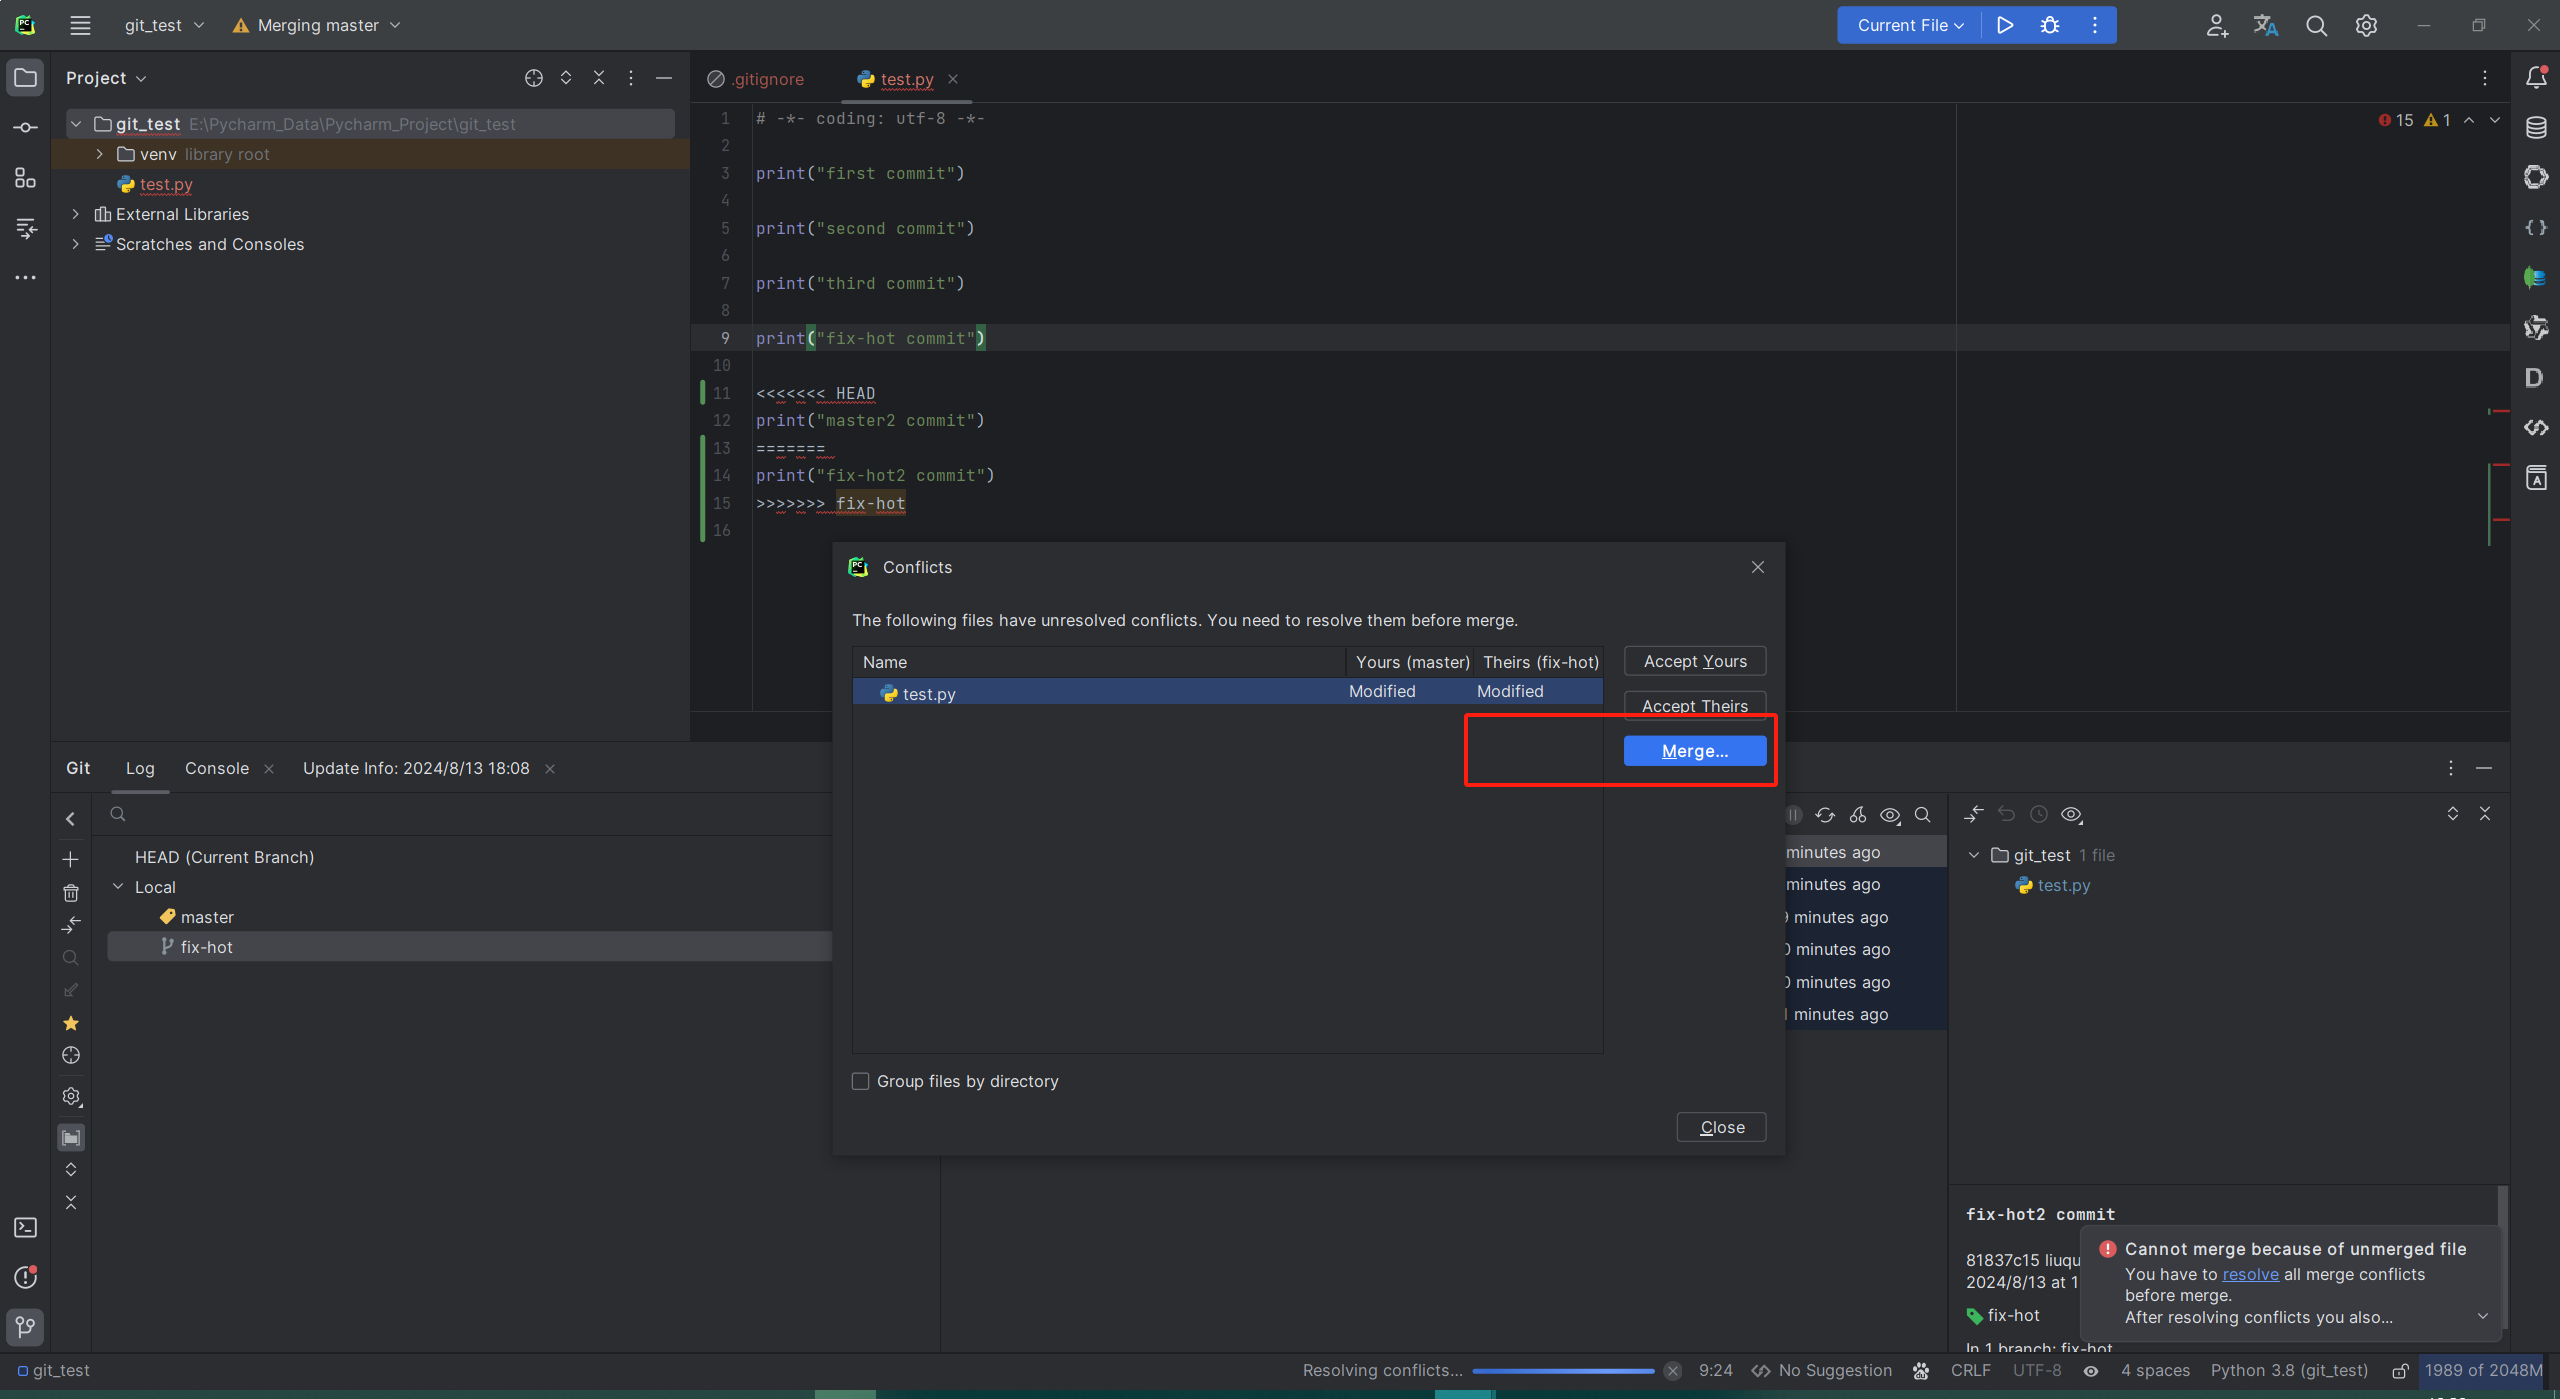 git_test
Merging master
Current File
Project
.gitignore
test.py
git_test E:\Pycharm_Data\Pycharm_Project\git_test
venv library root
test.py
External Libraries
Scratches and Consoles
15 1
1 # -*- coding: utf-8 -*-
2
3 print("first commit")
4
5 print("second commit")
6
7 print("third commit")
8
9 print("fix-hot commit")
10
11 <<<<<<< HEAD
12 print("master2 commit")
13 =======
14 print("fix-hot2 commit")
15 >>>>>>> fix-hot
16
Conflicts
The following files have unresolved conflicts. You need to resolve them before merge.
Name Yours (master) Theirs (fix-hot)
test.py Modified Modified
Accept Yours
Accept Theirs
Merge...
Group files by directory
Close
Git Log Console Update Info: 2024/8/13 18:08
HEAD (Current Branch)
Local
master
fix-hot
minutes ago
minutes ago
minutes ago
0 minutes ago
0 minutes ago
minutes ago
git_test 1 file
test.py
fix-hot2 commit
81837c15 liuqu
2024/8/13 at 1
fix-hot
In 1 branch: fix-hot
Cannot merge because of unmerged file
You have to resolve all merge conflicts
before merge.
After resolving conflicts you also...
git_test
Resolving conflicts... 9:24 No Suggestion CRLF UTF-8 4 spaces Python 3.8 (git_test) 1989 of 2048M